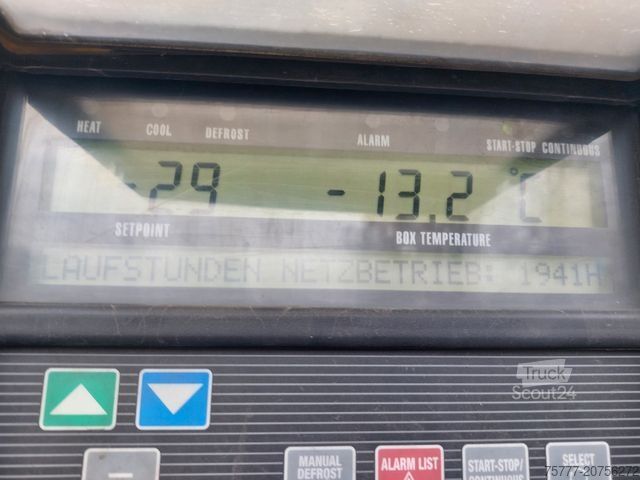 HEAT COOL DEFROST ALARM START-STOP CONTINUOUS
-29 -13.2 °C
SETPOINT BOX TEMPERATURE
LAUFSTUNDEN NETZBETRIEB: 1941H
Truck
Scout24
MANUAL
DEFROST
ALARM LIST
START-STOP/
CONTINUOUS
SELECT
75777-20756272